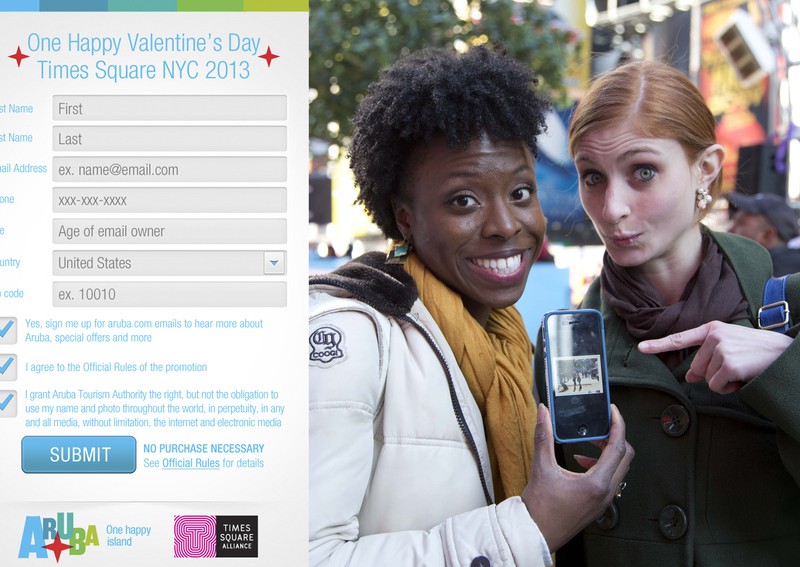 One Happy Valentine's Day
Times Square NYC 2013
st Name
First
st Name
Last
ail Address
ex. name@email.com
one
xxx-xxx-xxxx
e
Age of email owner
untry
United States
code
ex. 10010
Yes, sign me up for aruba.com emails to hear more about
Aruba, special offers and more
I agree to the Official Rules of the promotion
I grant Aruba Tourism Authority the right, but not the obligation to
use my name and photo throughout the world, in perpetuity, in any
and all media, without limitation, the internet and electronic media
SUBMIT
NO PURCHASE NECESSARY
See Official Rules for details
ARUBA
One happy
island
TIMES
SQUARE
ALLIANCE
COOGI